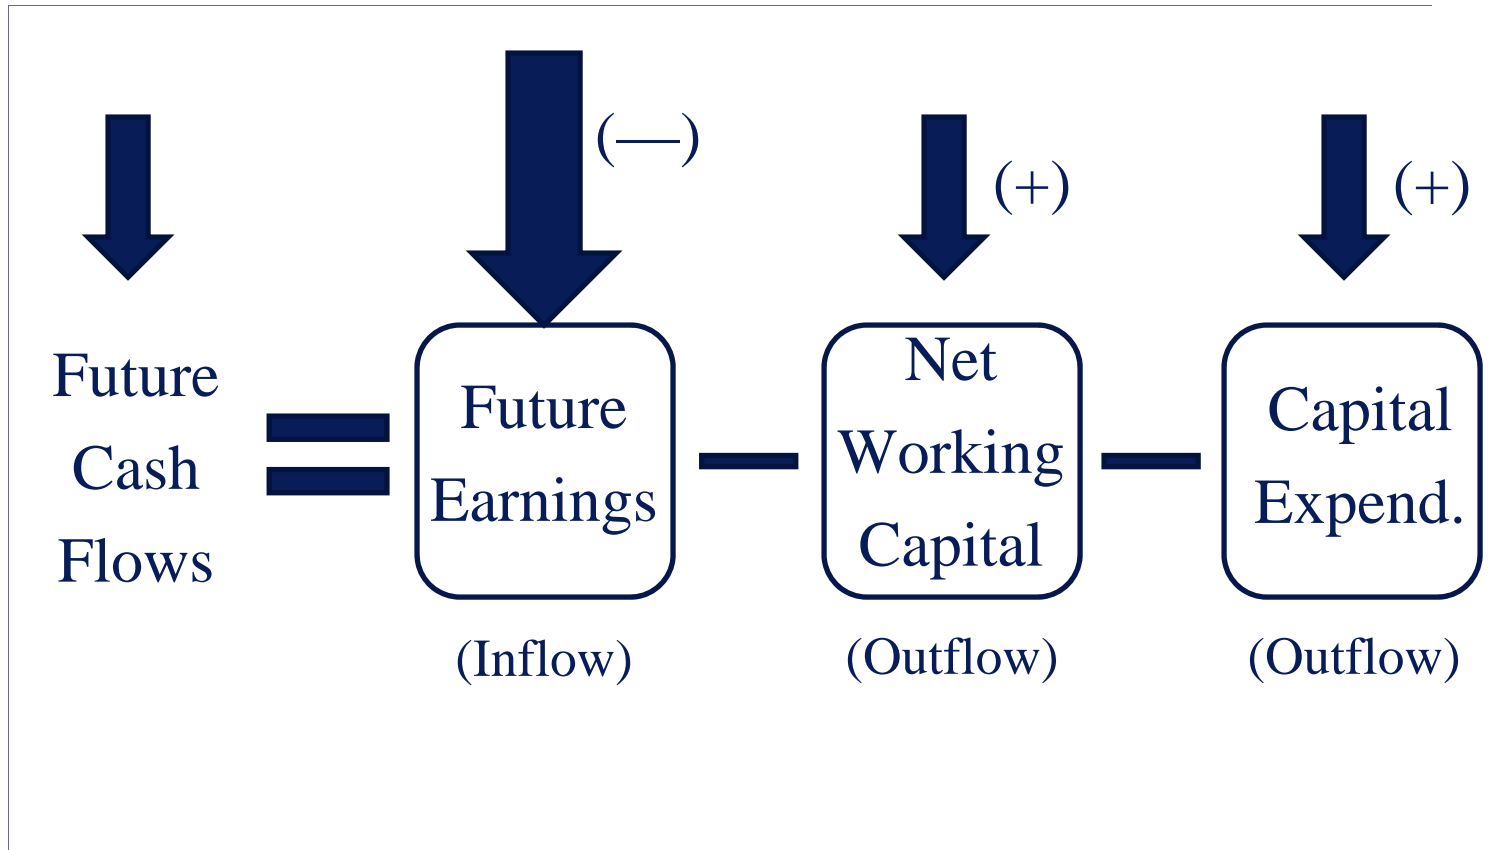 (—)
(+)
(+)
Future
Cash
Flows
Future
Earnings
Net
Working
Capital
Capital
Expend.
(Inflow)
(Outflow)
(Outflow)